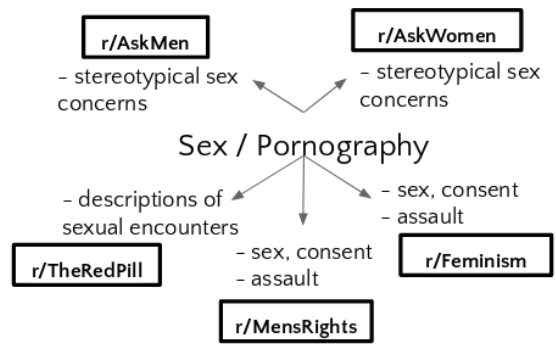 r/AskMen
– stereotypical sex
concerns
r/AskWomen
– stereotypical sex
concerns
Sex / Pornography
– descriptions of
sexual encounters
r/TheRedPill
– sex, consent
– assault
r/MensRights
– sex, consent
– assault
r/Feminism